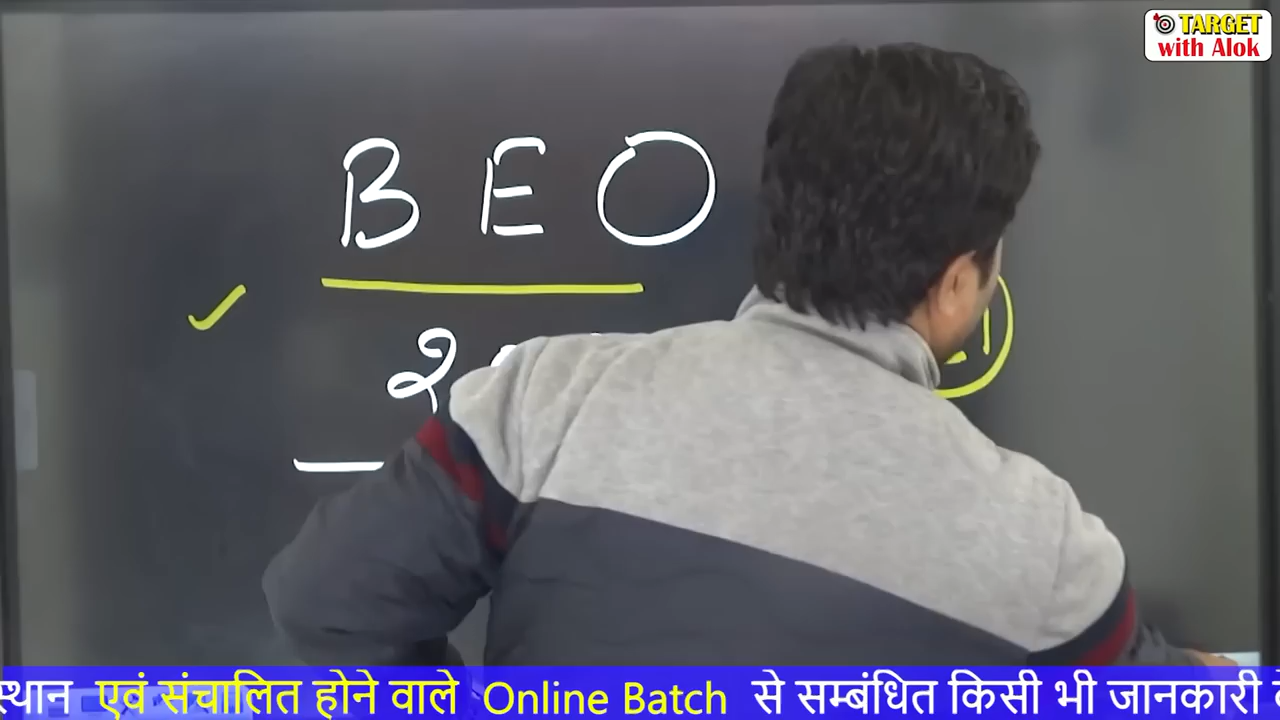 TARGET
with Alok
BEO
एवं संचालित होने वाले Online Batch से सम्बंधित किसी भी जानकारी